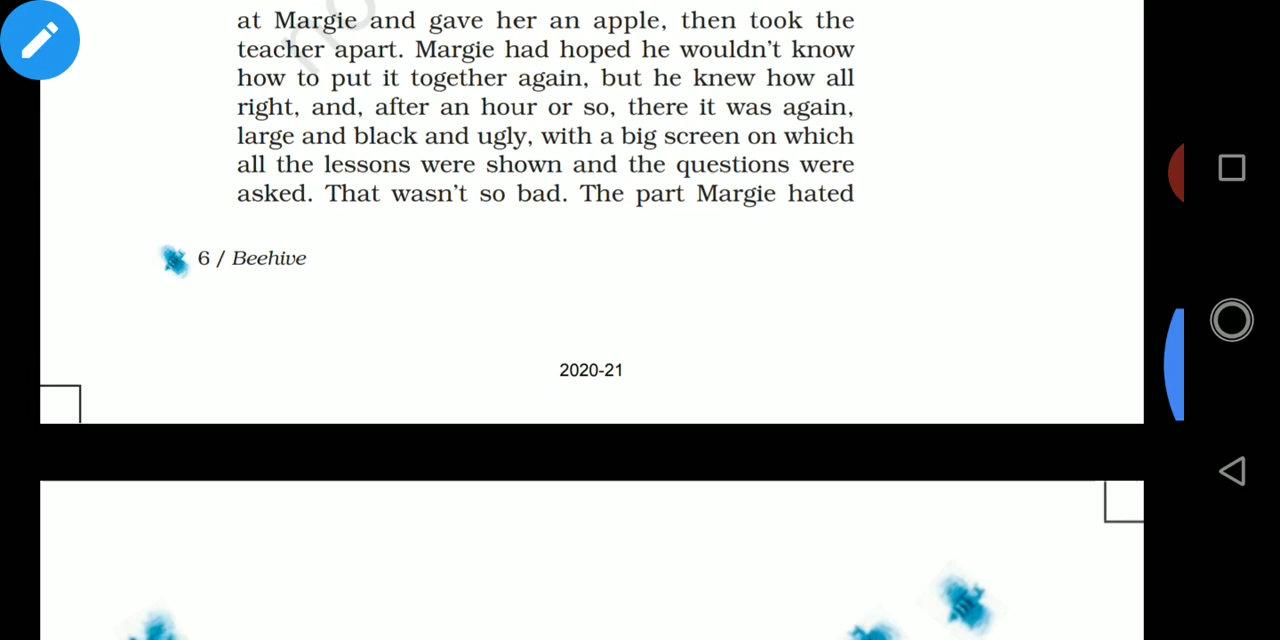 at Margie and gave her an apple, then took the
teacher apart. Margie had hoped he wouldn't know
how to put it together again, but he knew how all
right, and, after an hour or so, there it was again,
large and black and ugly, with a big screen on which
all the lessons were shown and the questions were
asked. That wasn't so bad. The part Margie hated
6 / Beehive
2020-21